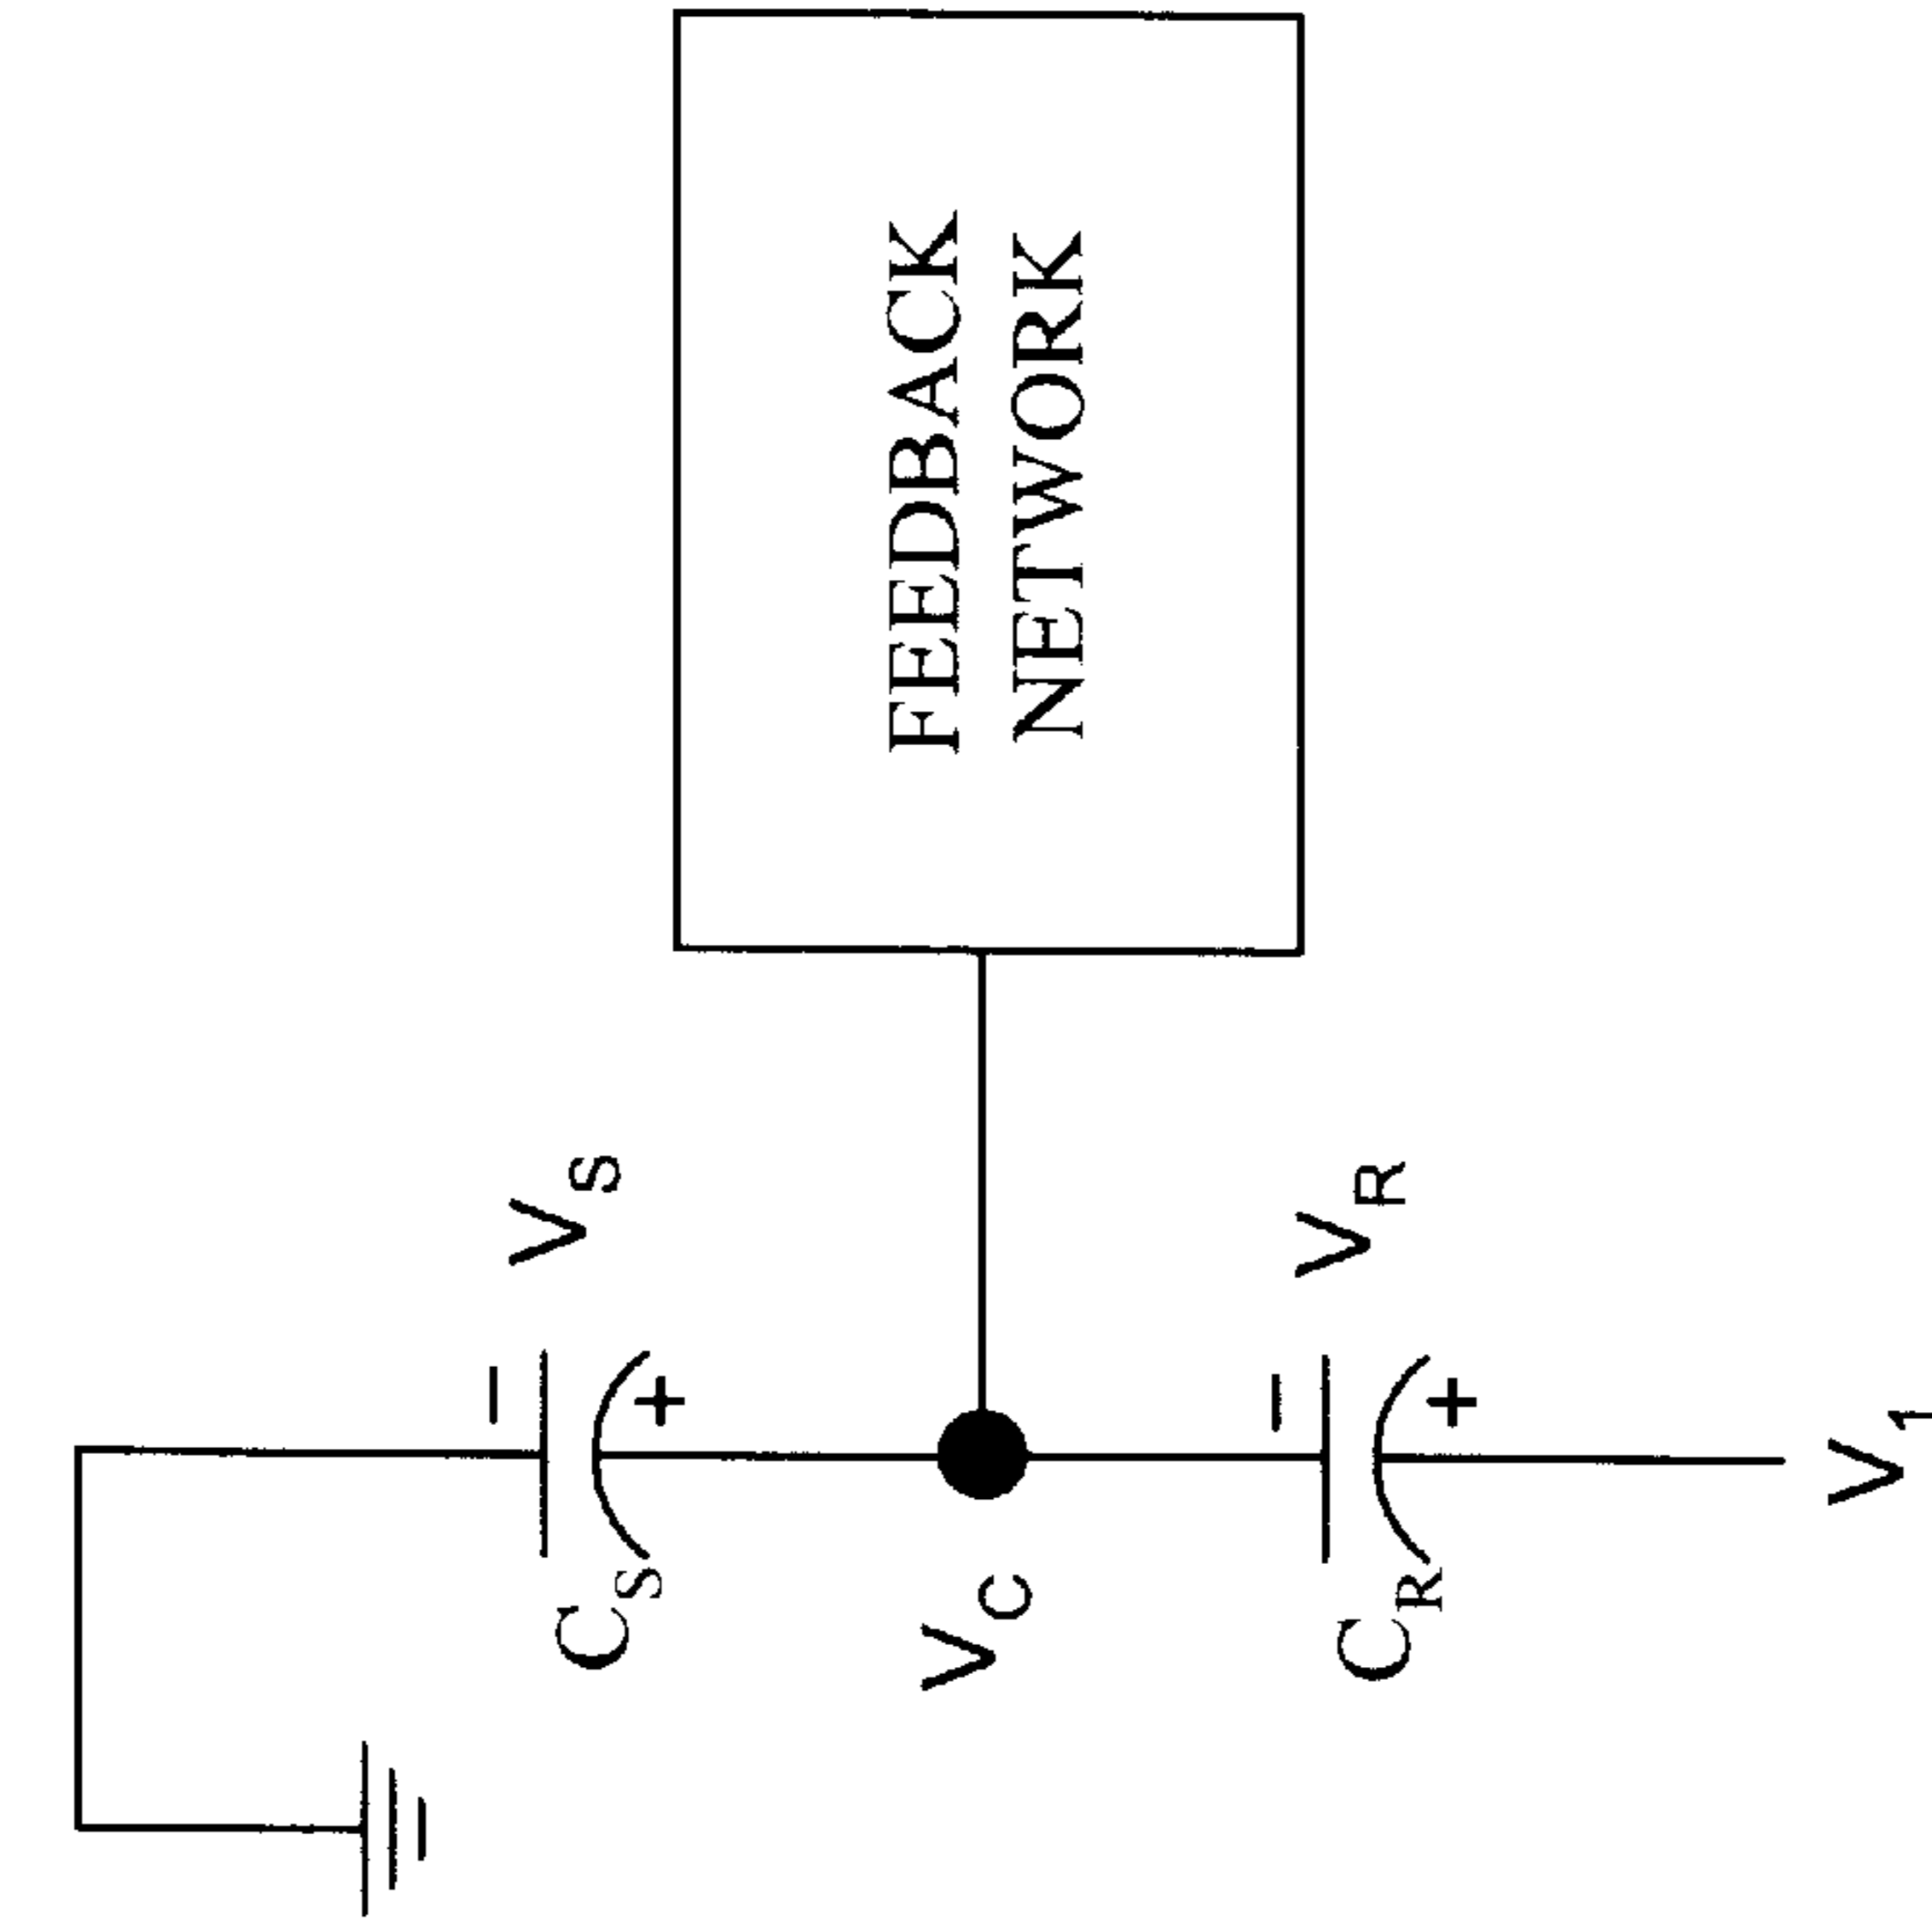 FEEDBACK
NETWORK
− VS
CS +
VC
− VR
CR +
V1